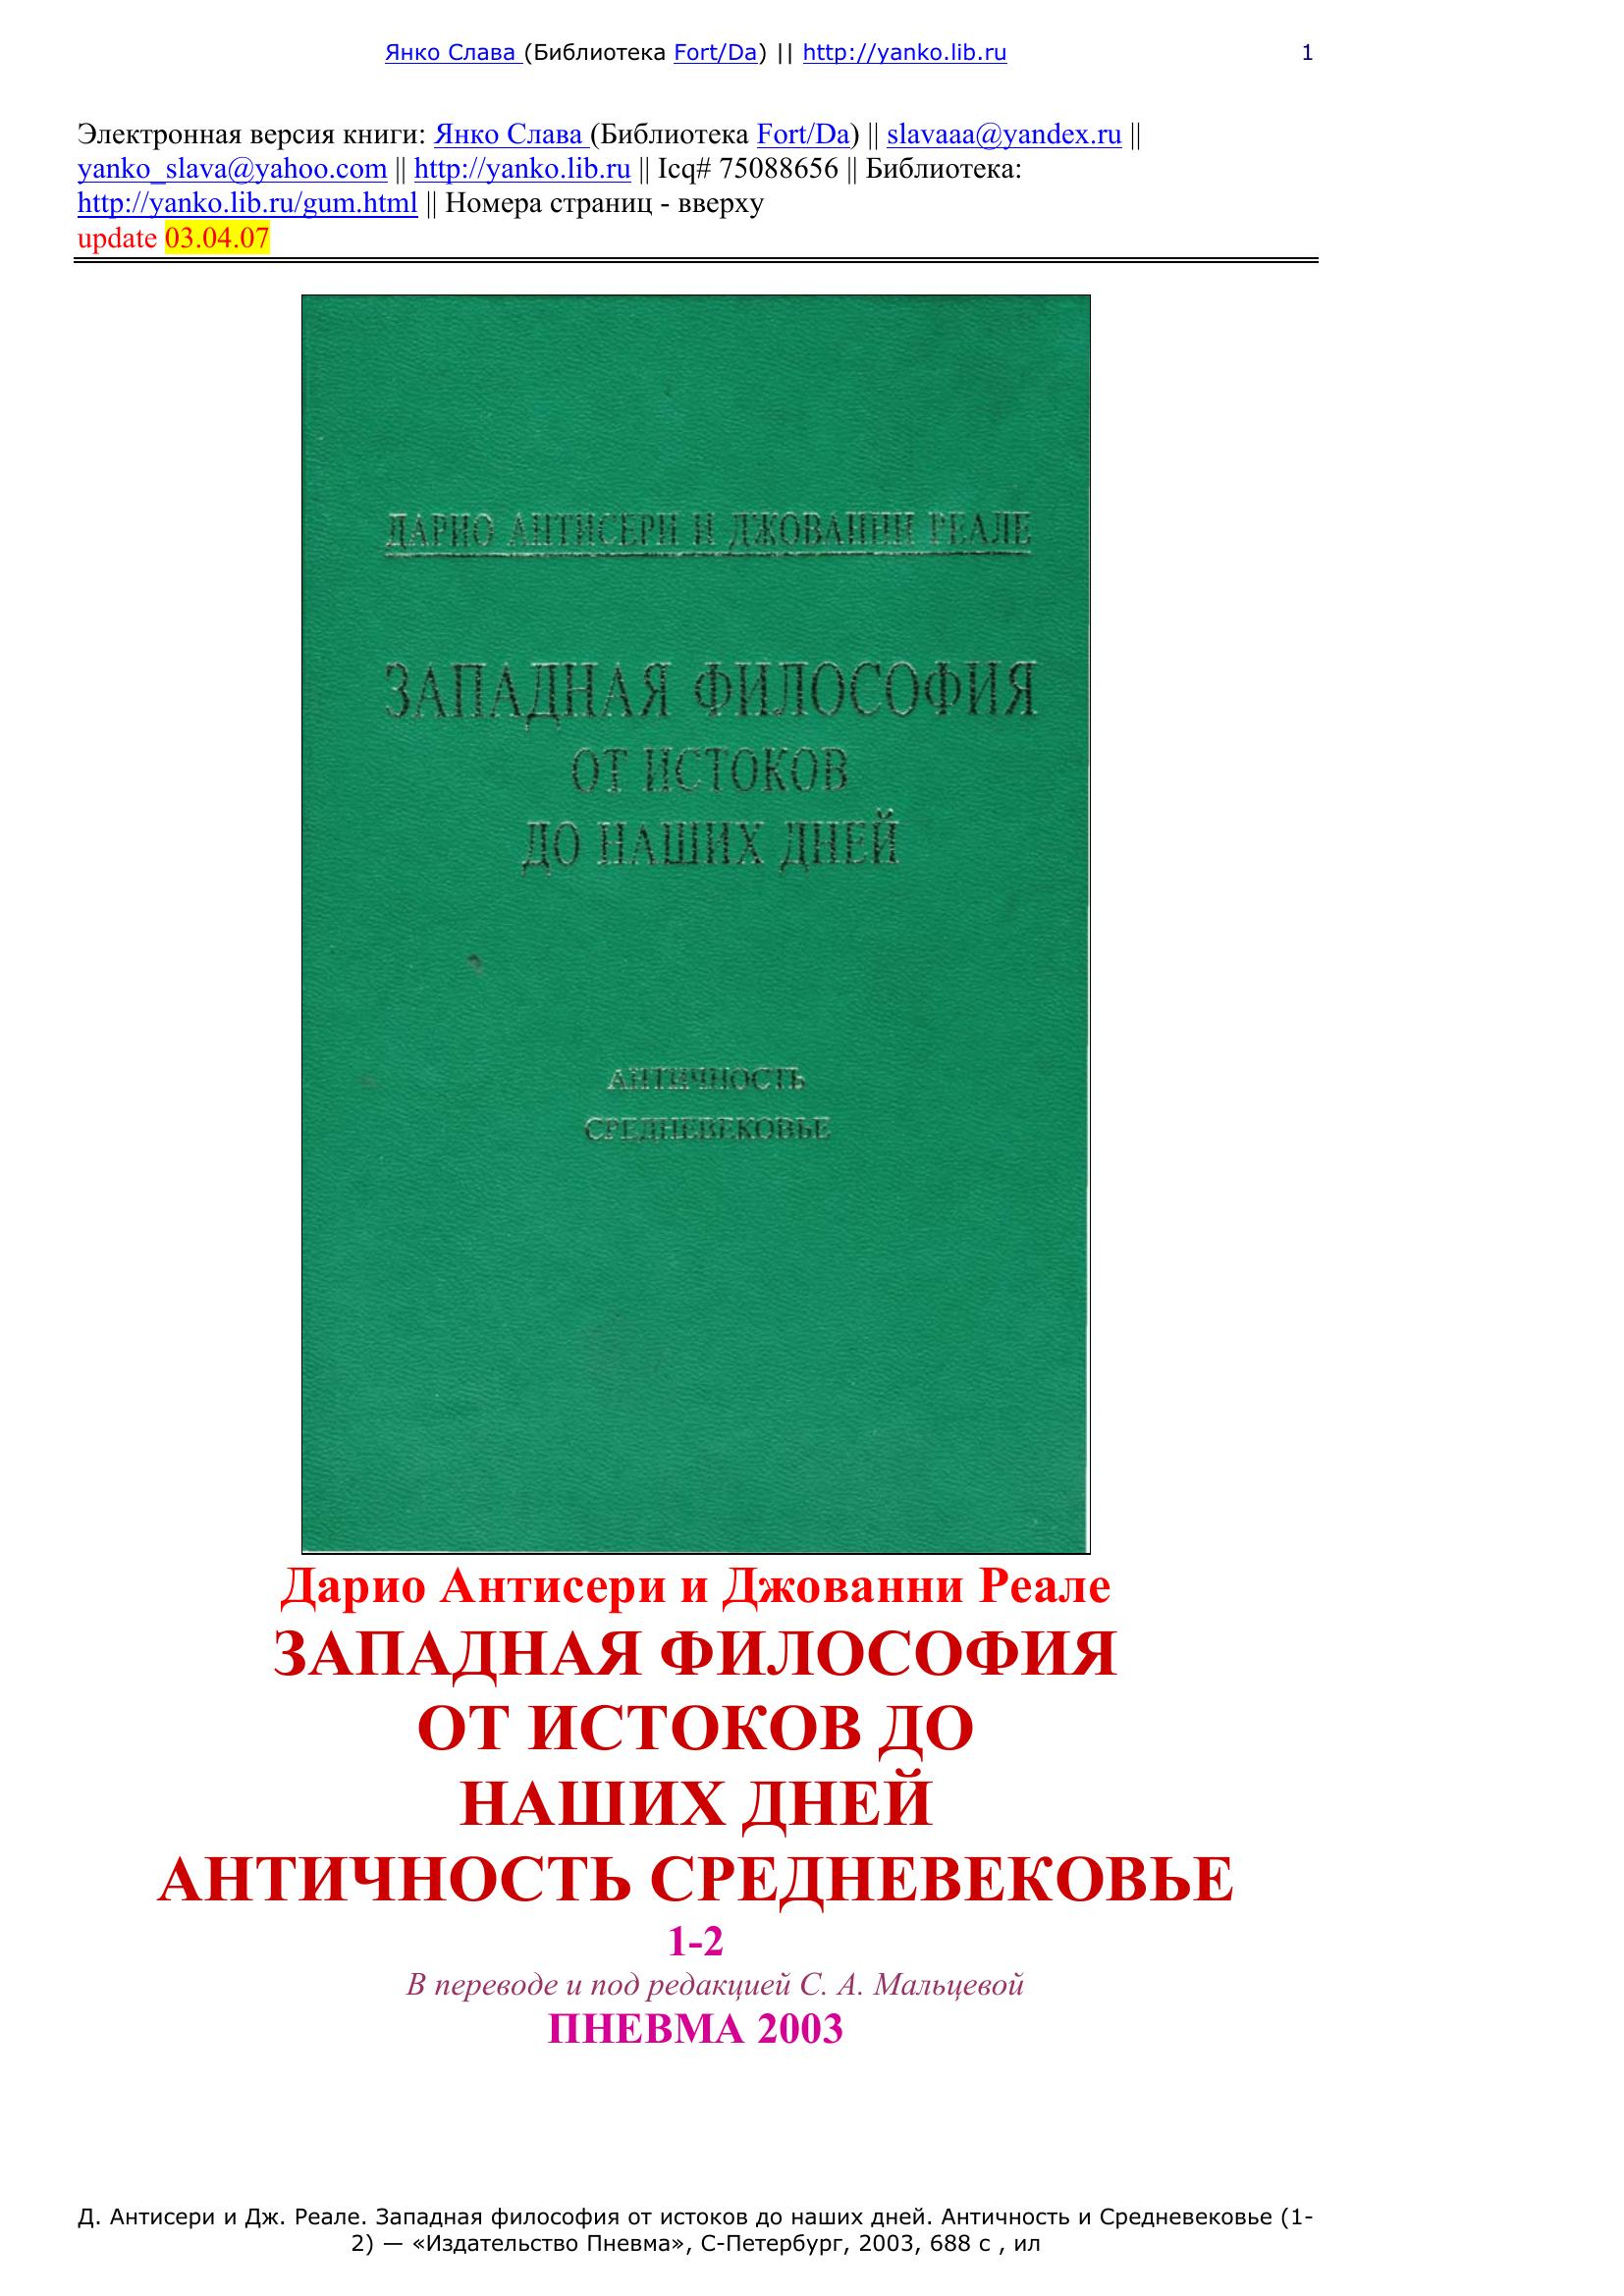 Янко Слава (Библиотека Fort/Da) || http://yanko.lib.ru 1
Электронная версия книги: Янко Слава (Библиотека Fort/Da) || slavaaa@yandex.ru ||
yanko_slava@yahoo.com || http://yanko.lib.ru || Icq# 75088656 || Библиотека:
http://yanko.lib.ru/gum.html || Номера страниц - вверху
update 03.04.07
ДАРИО АНТИСЕРИ И ДЖОВАННИ РЕАЛЕ
ЗАПАДНАЯ ФИЛОСОФИЯ
ОТ ИСТОКОВ
ДО НАШИХ ДНЕЙ
АНТИЧНОСТЬ
СРЕДНЕВЕКОВЬЕ
Дарио Антисери и Джованни Реале
ЗАПАДНАЯ ФИЛОСОФИЯ
ОТ ИСТОКОВ ДО
НАШИХ ДНЕЙ
АНТИЧНОСТЬ СРЕДНЕВЕКОВЬЕ
1-2
В переводе и под редакцией С. А. Мальцевой
ПНЕВМА 2003
Д. Антисери и Дж. Реале. Западная философия от истоков до наших дней. Античность и Средневековье (1-
2) — «Издательство Пневма», С-Петербург, 2003, 688 с , ил